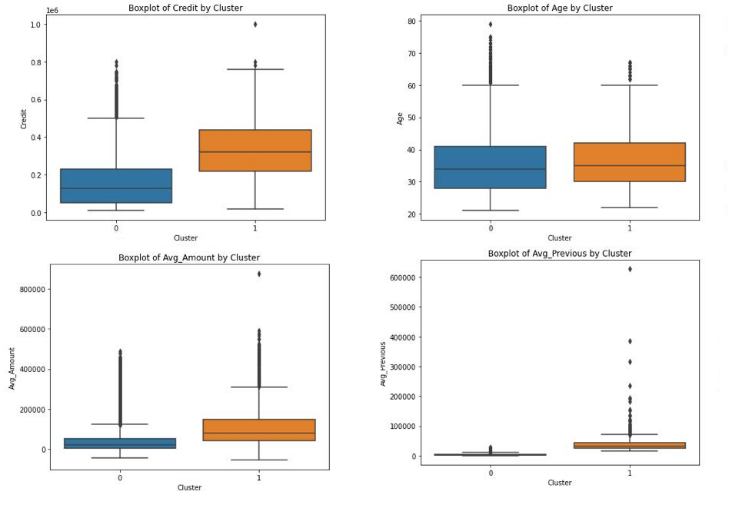 Boxplot of Credit by Cluster
1e6
1.0
0.8
0.6
0.4
0.2
0.0
Credit
0 1
Cluster
Boxplot of Age by Cluster
80
70
60
50
40
30
20
Age
0 1
Cluster
Boxplot of Avg_Amount by Cluster
800000
600000
400000
200000
0
Avg_Amount
0 1
Cluster
Boxplot of Avg_Previous by Cluster
600000
500000
400000
300000
200000
100000
0
Avg_Previous
0 1
Cluster